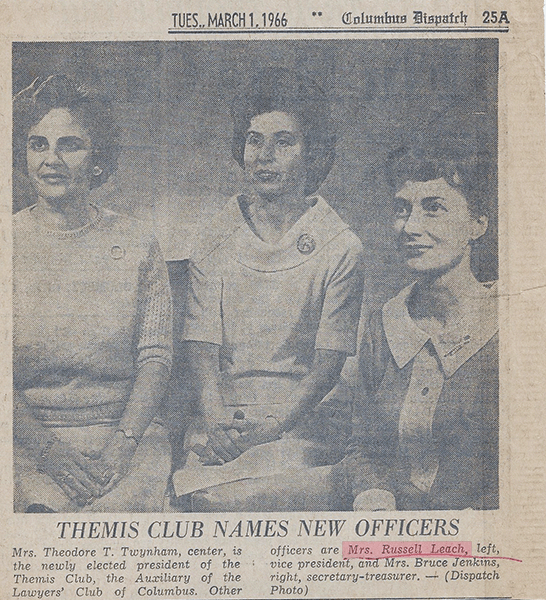 TUES., MARCH 1, 1966 ** Columbus Dispatch 25A
THEMIS CLUB NAMES NEW OFFICERS
Mrs. Theodore T. Twynham, center, is
the newly elected president of the
Themis Club, the Auxiliary of the
Lawyers' Club of Columbus. Other
officers are Mrs. Russell Leach, left,
vice president, and Mrs. Bruce Jenkins,
right, secretary-treasurer. — (Dispatch
Photo)